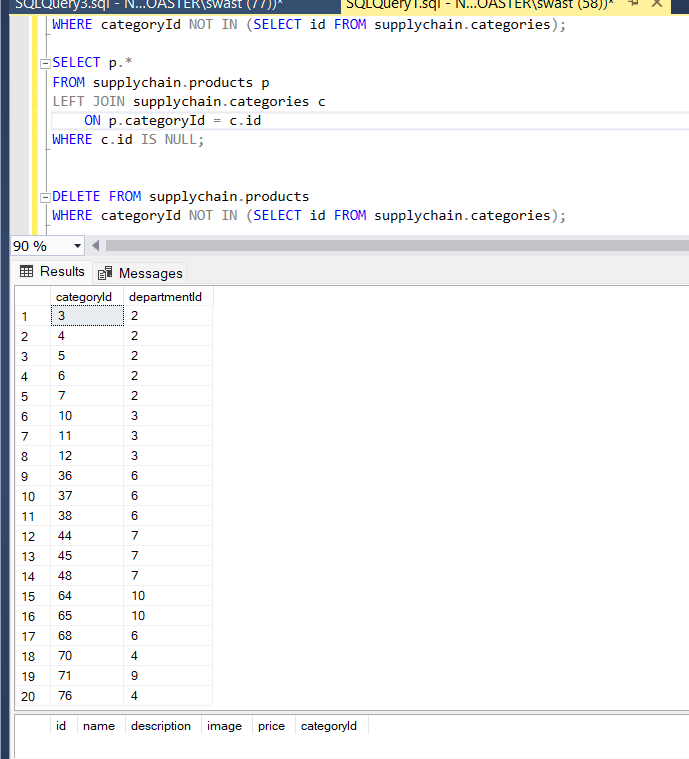 SQLQuery3.sql - N...OASTER\swast (77))* SQLQuery1.sql - N...OASTER\swast (58))*
WHERE categoryId NOT IN (SELECT id FROM supplychain.categories);
SELECT p.*
FROM supplychain.products p
LEFT JOIN supplychain.categories c
ON p.categoryId = c.id
WHERE c.id IS NULL;
DELETE FROM supplychain.products
WHERE categoryId NOT IN (SELECT id FROM supplychain.categories);
90 %
Results Messages
categoryId departmentId
1 3 2
2 4 2
3 5 2
4 6 2
5 7 2
6 10 3
7 11 3
8 12 3
9 36 6
10 37 6
11 38 6
12 44 7
13 45 7
14 48 7
15 64 10
16 65 10
17 68 6
18 70 4
19 71 9
20 76 4
id name description image price categoryId